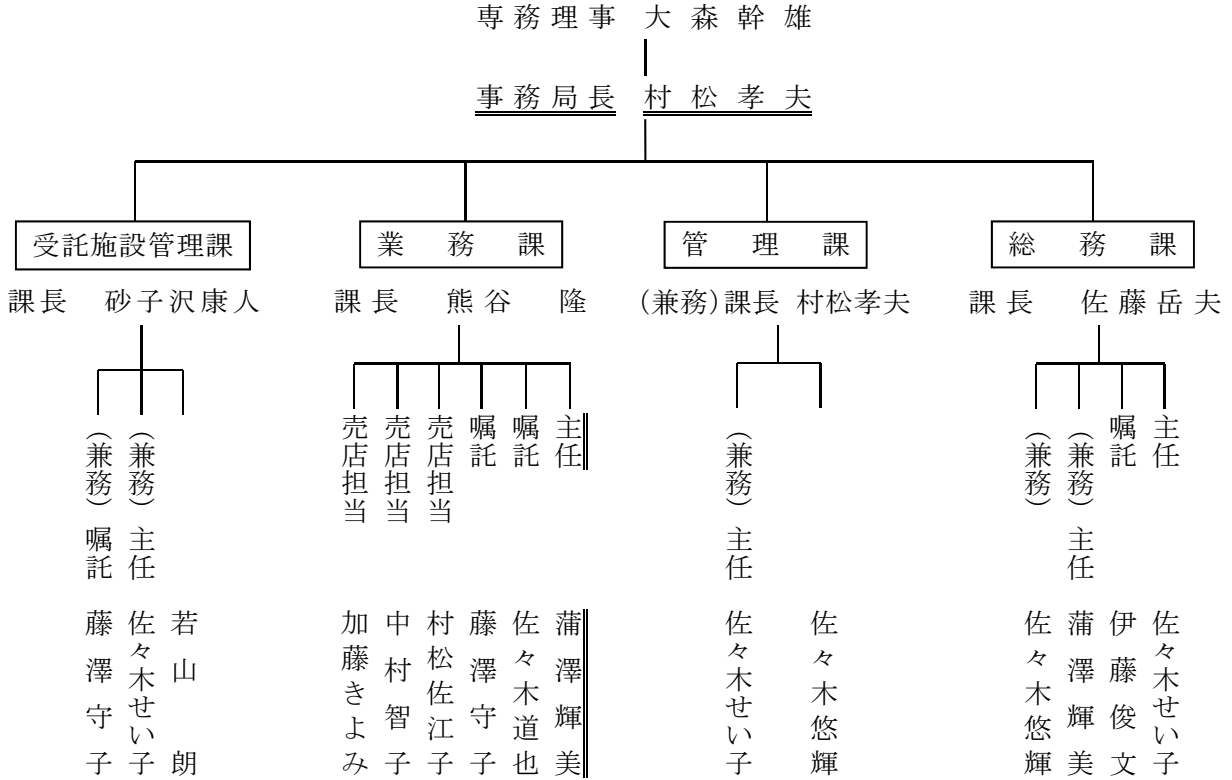 専務理事 大森幹雄
事務局長 村松孝夫
受託施設管理課
業務課
管理課
総務課
課長 砂子沢康人
課長 熊谷 隆
(兼務)課長 村松孝夫
課長 佐藤岳夫
主任 佐々木せい子
嘱託 伊藤俊文
(兼務)主任 蒲澤輝美
(兼務) 佐々木悠輝
佐々木悠輝
(兼務)主任 佐々木せい子
主任 蒲澤輝美
嘱託 佐々木道也
嘱託 藤澤守子
売店担当 村松佐江子
売店担当 中村智子
売店担当 加藤きよみ
若山 朗
(兼務)主任 佐々木せい子
(兼務)嘱託 藤澤守子